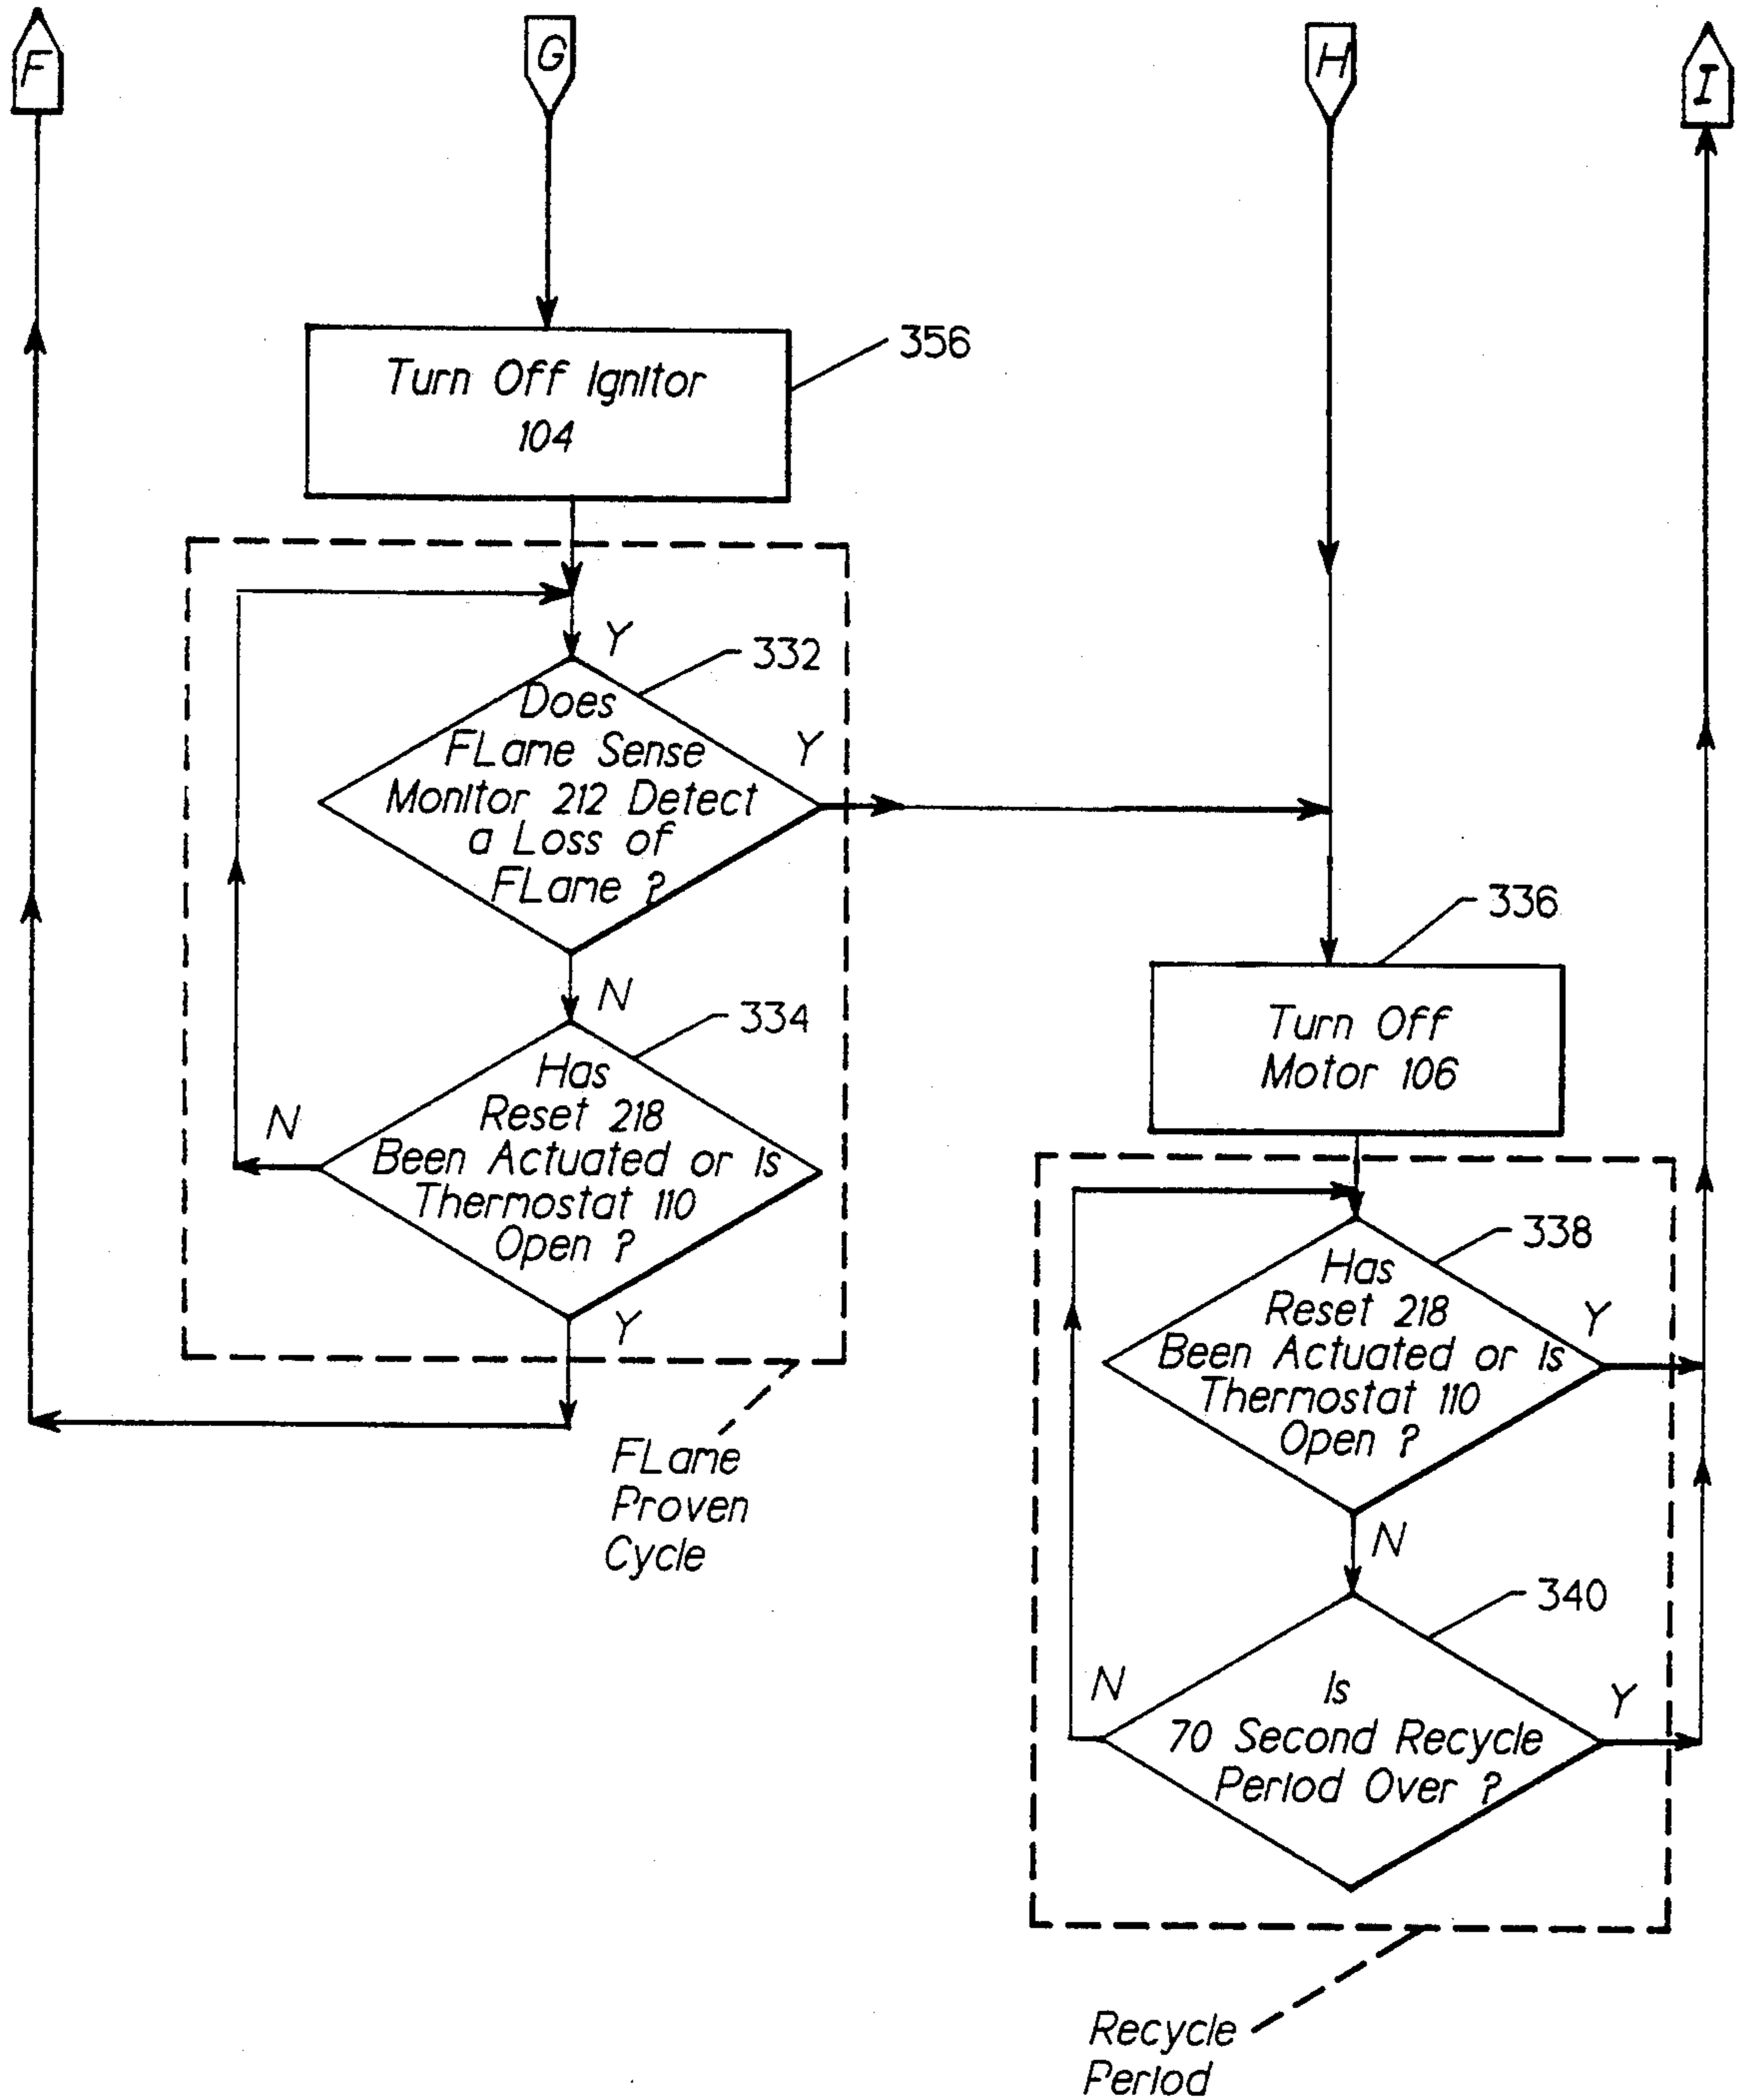 F
G
H
I
Turn Off Ignitor
104
356
Y
332
Does
FLame Sense
Monitor 212 Detect
a Loss of
FLame ?
Y
N
334
Has
Reset 218
Been Actuated or Is
Thermostat 110
Open ?
N
Y
FLame
Proven
Cycle
336
Turn Off
Motor 106
338
Has
Reset 218
Been Actuated or Is
Thermostat 110
Open ?
Y
N
340
Is
70 Second Recycle
Period Over ?
N
Y
Recycle
Period